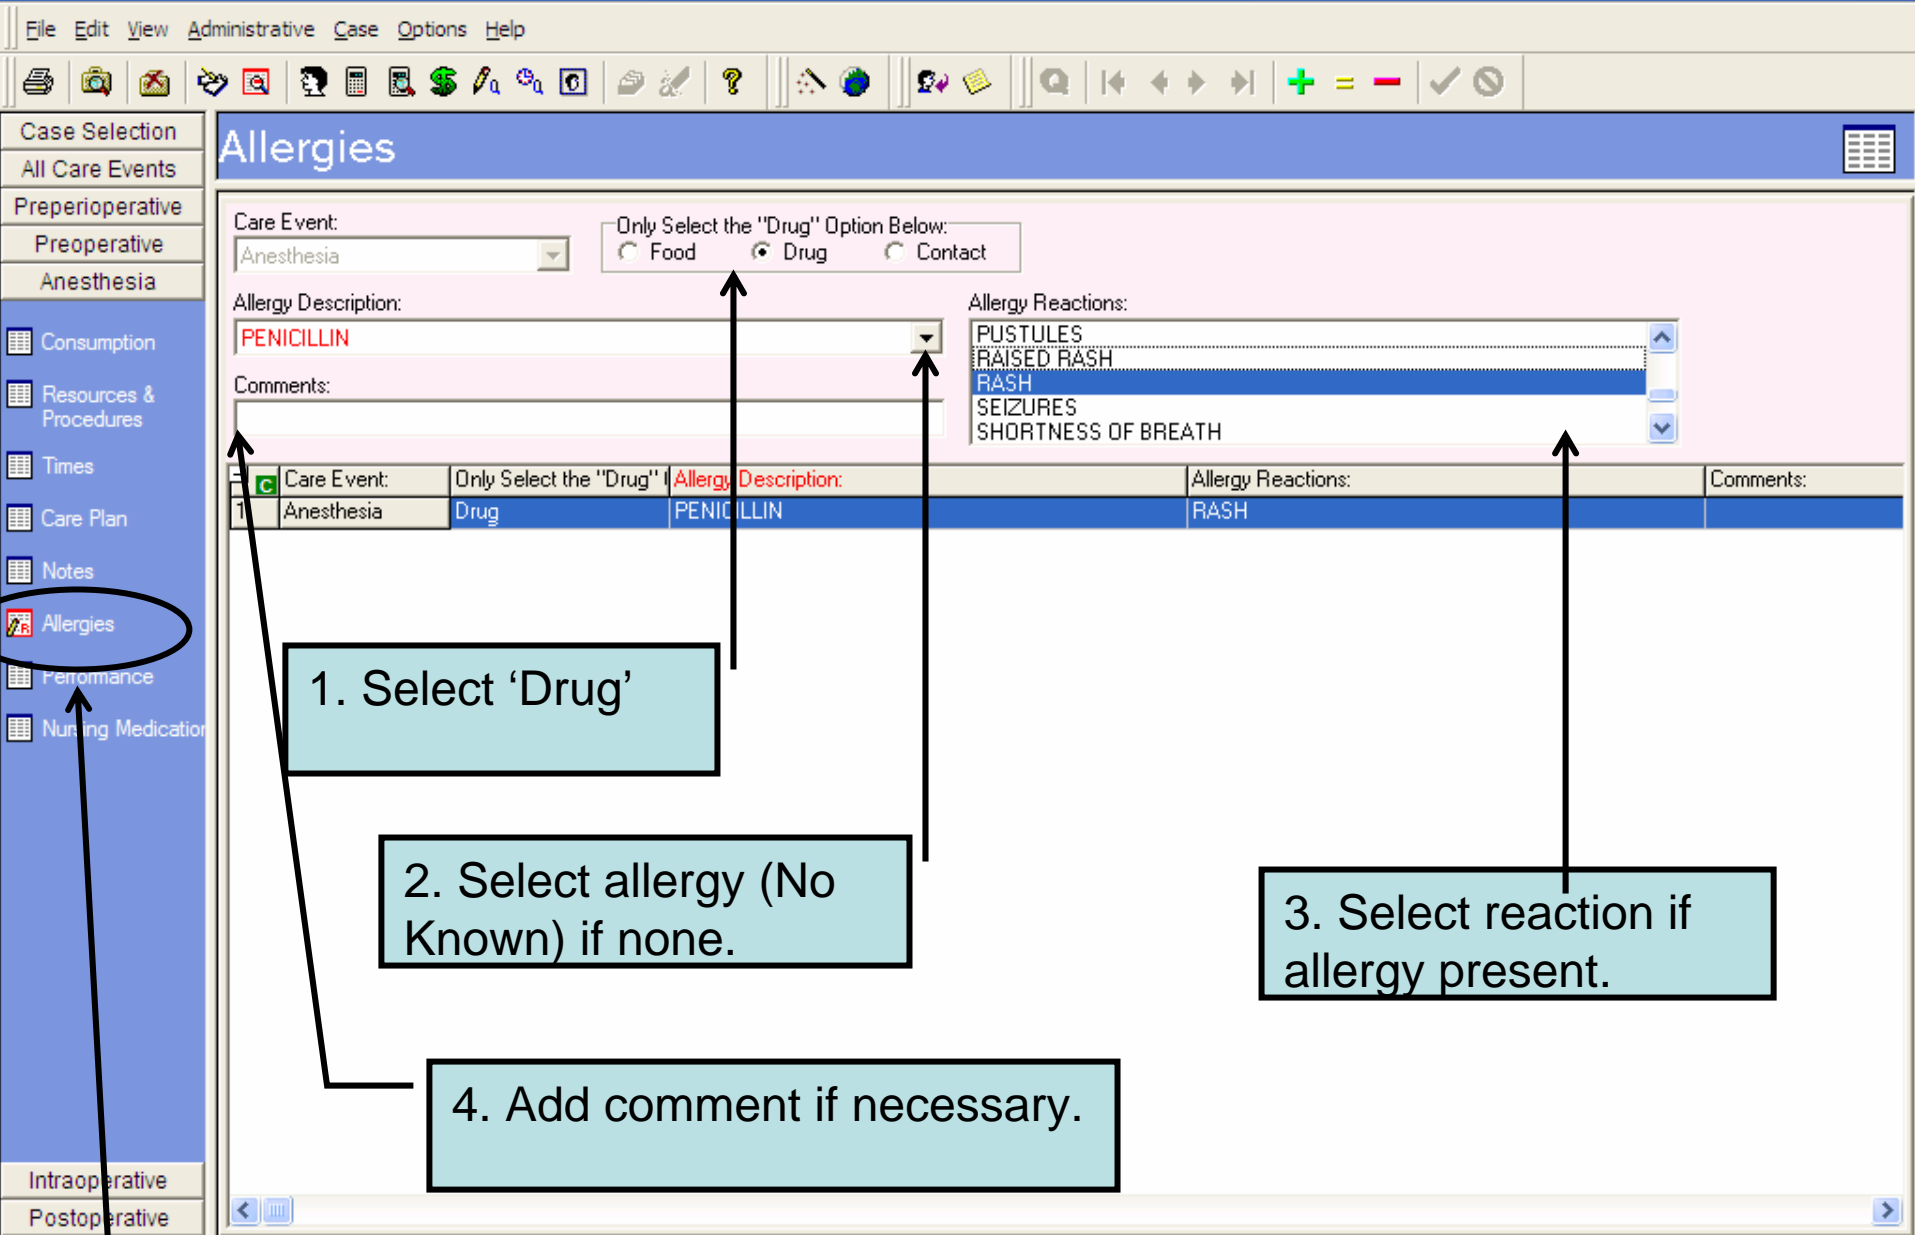 File Edit View Administrative Case Options Help
Case Selection
All Care Events
Preperioperative
Preoperative
Anesthesia
Consumption
Resources &
Procedures
Times
Care Plan
Notes
Allergies
Performance
Nursing Medication
Intraoperative
Postoperative
Allergies
Care Event:
Anesthesia
Only Select the "Drug" Option Below:
Food Drug Contact
Allergy Description:
PENICILLIN
Comments:
Allergy Reactions:
PUSTULES
RAISED RASH
RASH
SEIZURES
SHORTNESS OF BREATH
C Care Event: Only Select the "Drug" ( Allergy Description: Allergy Reactions: Comments:
1 Anesthesia Drug PENICILLIN RASH
1. Select ‘Drug’
2. Select allergy (No
Known) if none.
3. Select reaction if
allergy present.
4. Add comment if necessary.